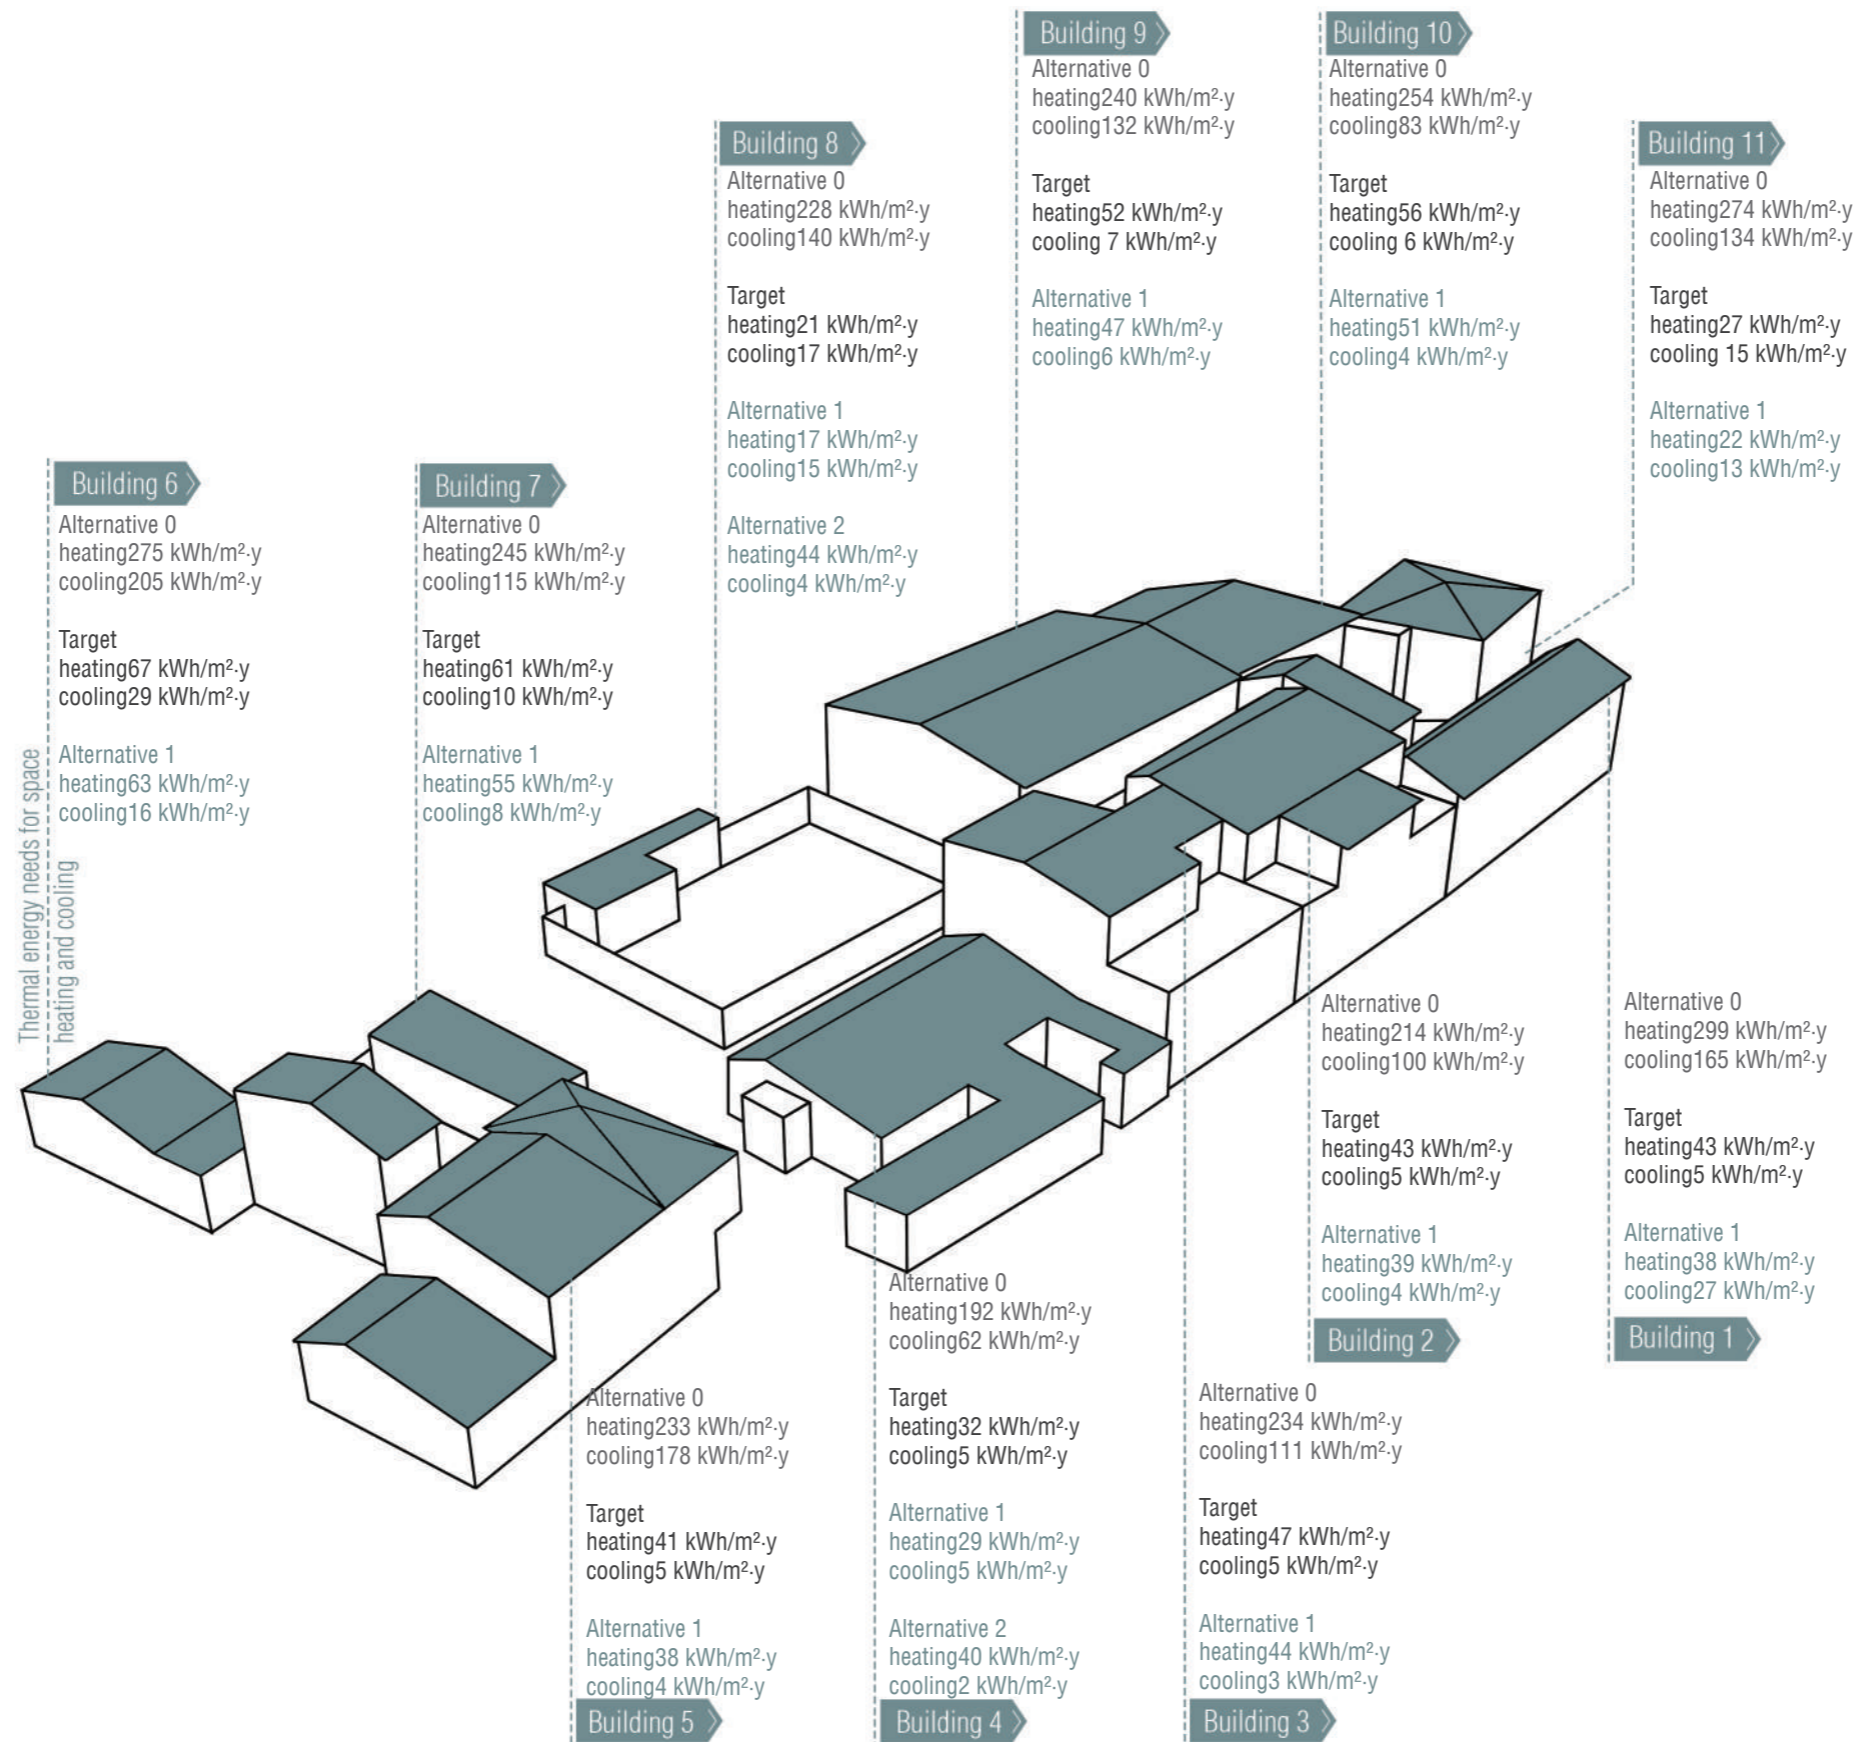 Building 9
Alternative 0
heating240 kWh/m²·y
cooling132 kWh/m²·y
Target
heating52 kWh/m²·y
cooling 7 kWh/m²·y
Alternative 1
heating47 kWh/m²·y
cooling6 kWh/m²·y
Building 10
Alternative 0
heating254 kWh/m²·y
cooling83 kWh/m²·y
Target
heating56 kWh/m²·y
cooling 6 kWh/m²·y
Alternative 1
heating51 kWh/m²·y
cooling4 kWh/m²·y
Building 8
Alternative 0
heating228 kWh/m²·y
cooling140 kWh/m²·y
Target
heating21 kWh/m²·y
cooling17 kWh/m²·y
Alternative 1
heating17 kWh/m²·y
cooling15 kWh/m²·y
Alternative 2
heating44 kWh/m²·y
cooling4 kWh/m²·y
Building 11
Alternative 0
heating274 kWh/m²·y
cooling134 kWh/m²·y
Target
heating27 kWh/m²·y
cooling 15 kWh/m²·y
Alternative 1
heating22 kWh/m²·y
cooling13 kWh/m²·y
Building 6
Alternative 0
heating275 kWh/m²·y
cooling205 kWh/m²·y
Target
heating67 kWh/m²·y
cooling29 kWh/m²·y
Alternative 1
heating63 kWh/m²·y
cooling16 kWh/m²·y
Building 7
Alternative 0
heating245 kWh/m²·y
cooling115 kWh/m²·y
Target
heating61 kWh/m²·y
cooling10 kWh/m²·y
Alternative 1
heating55 kWh/m²·y
cooling8 kWh/m²·y
Thermal energy needs for space
heating and cooling
Alternative 0
heating233 kWh/m²·y
cooling178 kWh/m²·y
Target
heating41 kWh/m²·y
cooling5 kWh/m²·y
Alternative 1
heating38 kWh/m²·y
cooling4 kWh/m²·y
Building 5
Alternative 0
heating192 kWh/m²·y
cooling62 kWh/m²·y
Target
heating32 kWh/m²·y
cooling5 kWh/m²·y
Alternative 1
heating29 kWh/m²·y
cooling5 kWh/m²·y
Alternative 2
heating40 kWh/m²·y
cooling2 kWh/m²·y
Building 4
Alternative 0
heating234 kWh/m²·y
cooling111 kWh/m²·y
Target
heating47 kWh/m²·y
cooling5 kWh/m²·y
Alternative 1
heating44 kWh/m²·y
cooling3 kWh/m²·y
Building 3
Alternative 0
heating214 kWh/m²·y
cooling100 kWh/m²·y
Target
heating43 kWh/m²·y
cooling5 kWh/m²·y
Alternative 1
heating39 kWh/m²·y
cooling4 kWh/m²·y
Building 2
Alternative 0
heating299 kWh/m²·y
cooling165 kWh/m²·y
Target
heating43 kWh/m²·y
cooling5 kWh/m²·y
Alternative 1
heating38 kWh/m²·y
cooling27 kWh/m²·y
Building 1